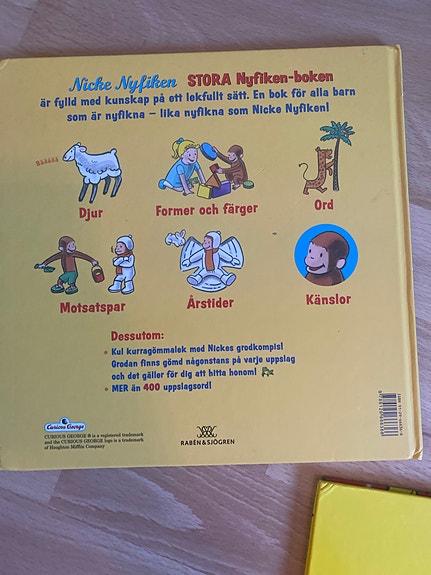 Nicke Nyfiken STORA Nyfiken-boken
är fylld med kunskap på ett lekfullt sätt. En bok för alla barn
som är nyfikna – lika nyfikna som Nicke Nyfiken!
Djur
Former och färger
Ord
Motsatspar
Årstider
Känslor
Dessutom:
• Kul kurragömmalek med Nickes grodkompis!
Grodan finns gömd någonstans på varje uppslag
och det gäller för dig att hitta honom!
• MER än 400 uppslagsord!
Curious George
CURIOUS GEORGE ® is a registered trademark
and the CURIOUS GEORGE logo is a trademark
of Houghton Mifflin Company
RABÉN & SJÖGREN